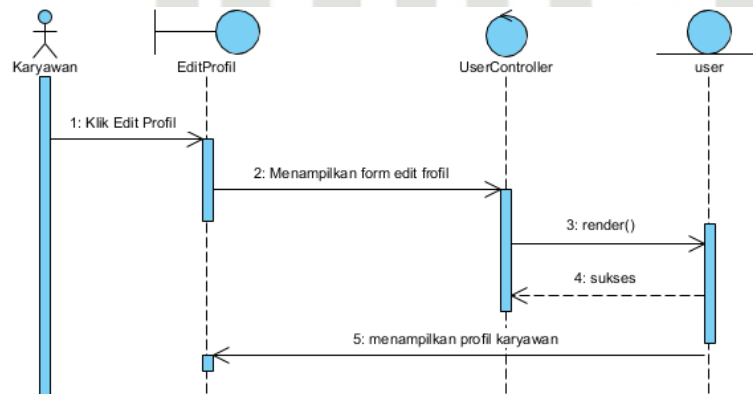 Karyawan
EditProfil
UserController
user
1: Klik Edit Profil
2: Menampilkan form edit frofil
3: render()
4: sukses
5: menampilkan profil karyawan